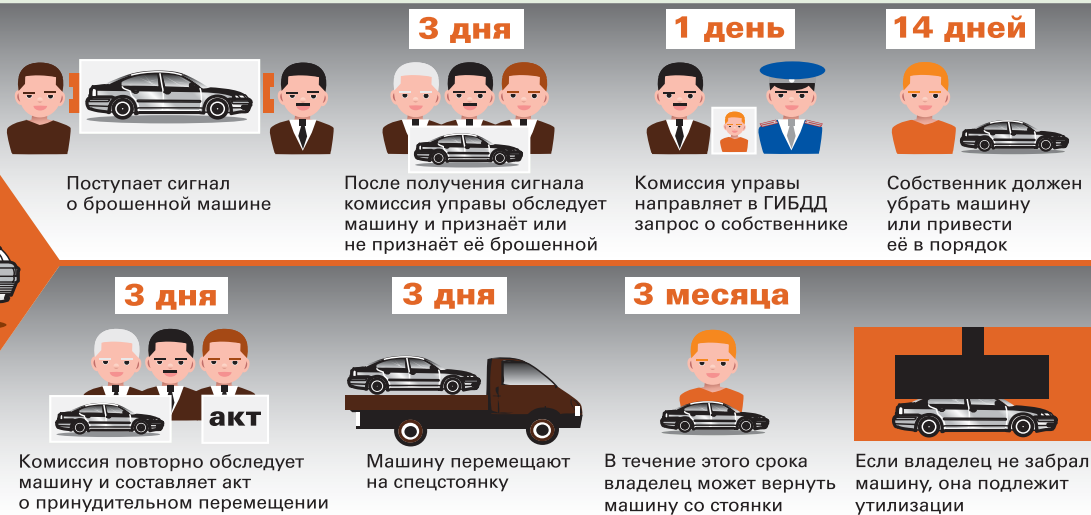 3 дня
1 день
14 дней
Поступает сигнал
о брошенной машине
После получения сигнала
комиссия управы обследует
машину и признаёт или
не признаёт её брошенной
Комиссия управы
направляет в ГИБДД
запрос о собственнике
Собственник должен
убрать машину
или привести
её в порядок
3 дня
3 дня
3 месяца
акт
Комиссия повторно обследует
машину и составляет акт
о принудительном перемещении
Машину перемещают
на спецстоянку
В течение этого срока
владелец может вернуть
машину со стоянки
Если владелец не забрал
машину, она подлежит
утилизации